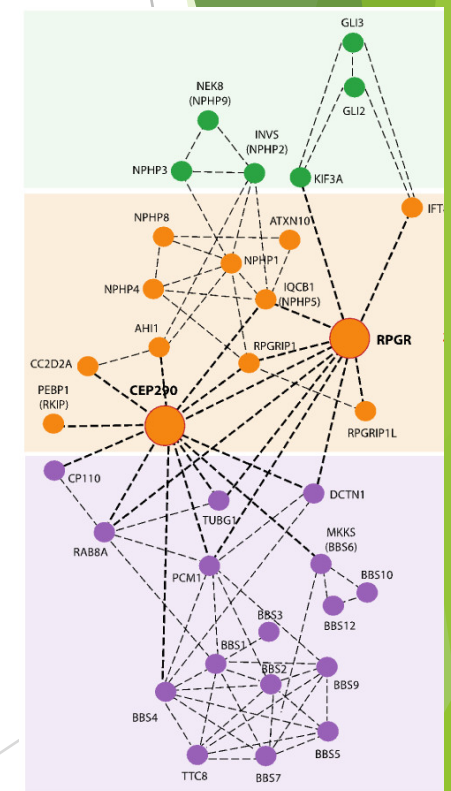 GLI3
GLI2
NEK8
(NPHP9)
INVS
(NPHP2)
NPHP3
KIF3A
NPHP8
ATXN10
NPHP1
NPHP4
IQCB1
(NPHP5)
AHI1
RPGRIP1
RPGR
CC2D2A
CEP290
PEBP1
(RKIP)
RPGRIP1L
CP110
DCTN1
TUBG1
RAB8A
MKKS
(BBS6)
PCM1
BBS10
BBS12
BBS3
BBS1
BBS2
BBS9
BBS4
BBS5
TTC8
BBS7